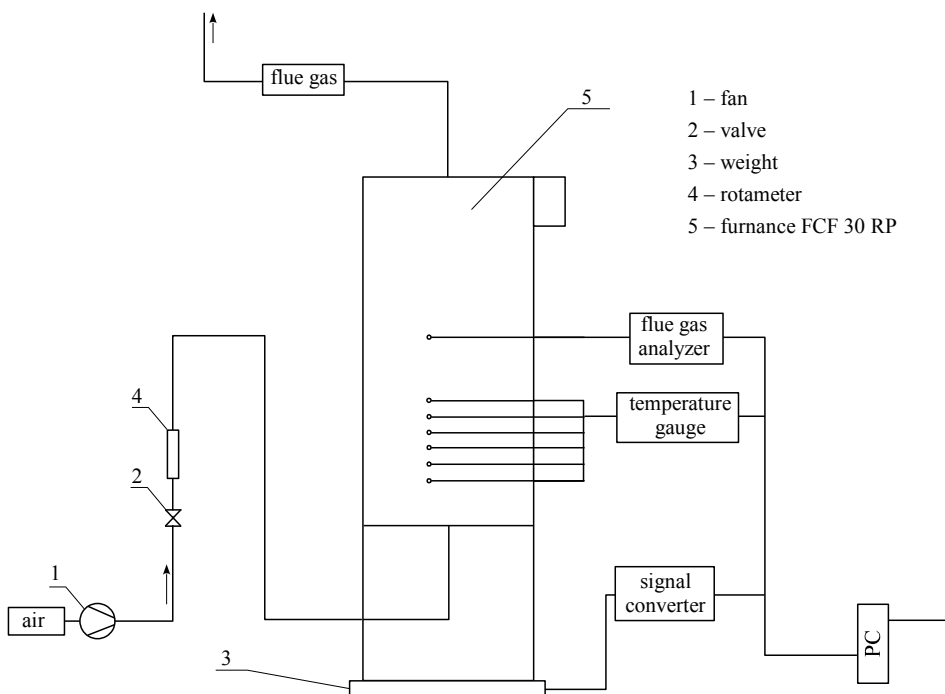 flue gas
5
1 – fan
2 – valve
3 – weight
4 – rotameter
5 – furnance FCF 30 RP
flue gas
analyzer
4
temperature
gauge
2
1
signal
converter
air
PC
3